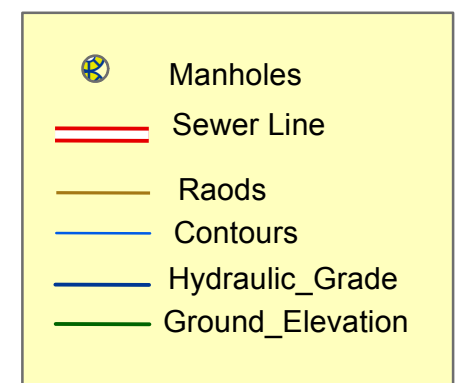 Manholes
Sewer Line
Raods
Contours
Hydraulic_Grade
Ground_Elevation